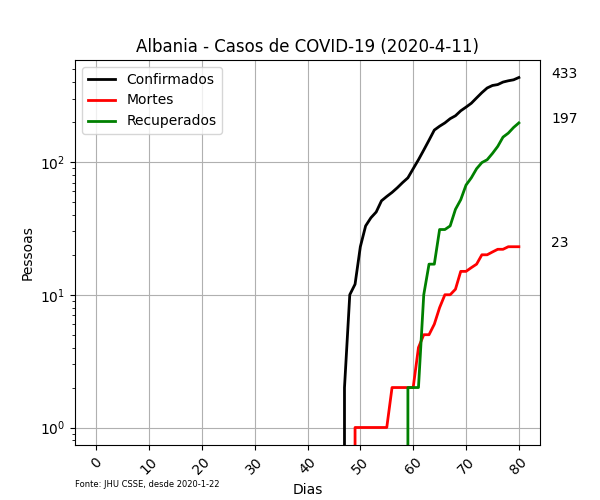 Albania - Casos de COVID-19 (2020-4-11)
Confirmados
Mortes
Recuperados
433
197
23
10²
10¹
10⁰
Pessoas
0 10 20 30 40 50 60 70 80
Dias
Fonte: JHU CSSE, desde 2020-1-22